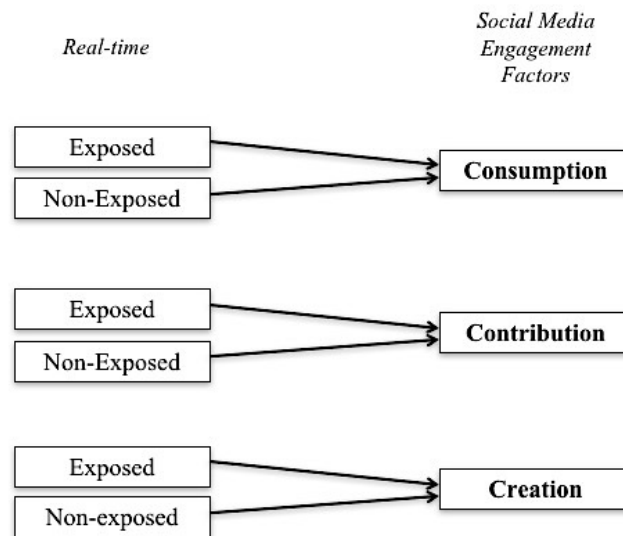 Real-time
Social Media
Engagement
Factors
Exposed
Non-Exposed
Consumption
Exposed
Non-Exposed
Contribution
Exposed
Non-exposed
Creation